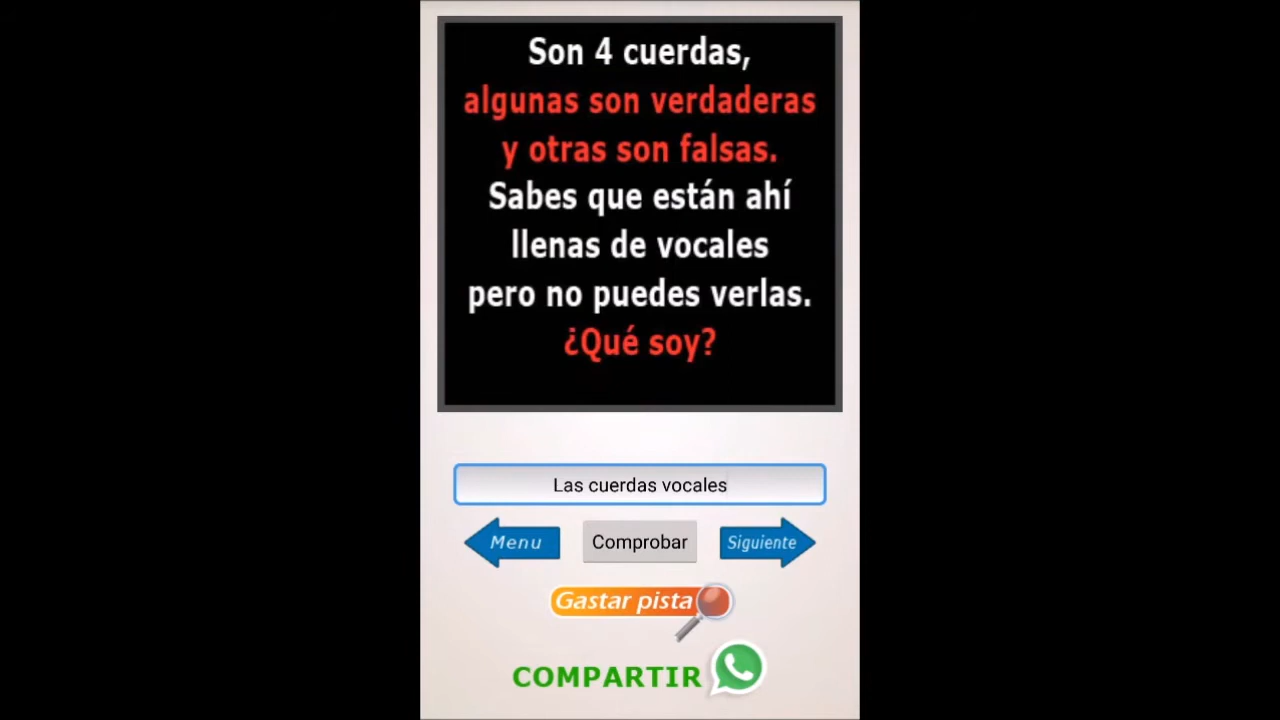 Son 4 cuerdas,
algunas son verdaderas
y otras son falsas.
Sabes que están ahí
llenas de vocales
pero no puedes verlas.
¿Qué soy?
Las cuerdas vocales
Menu
Comprobar
Siguiente
Gastar pista
COMPARTIR